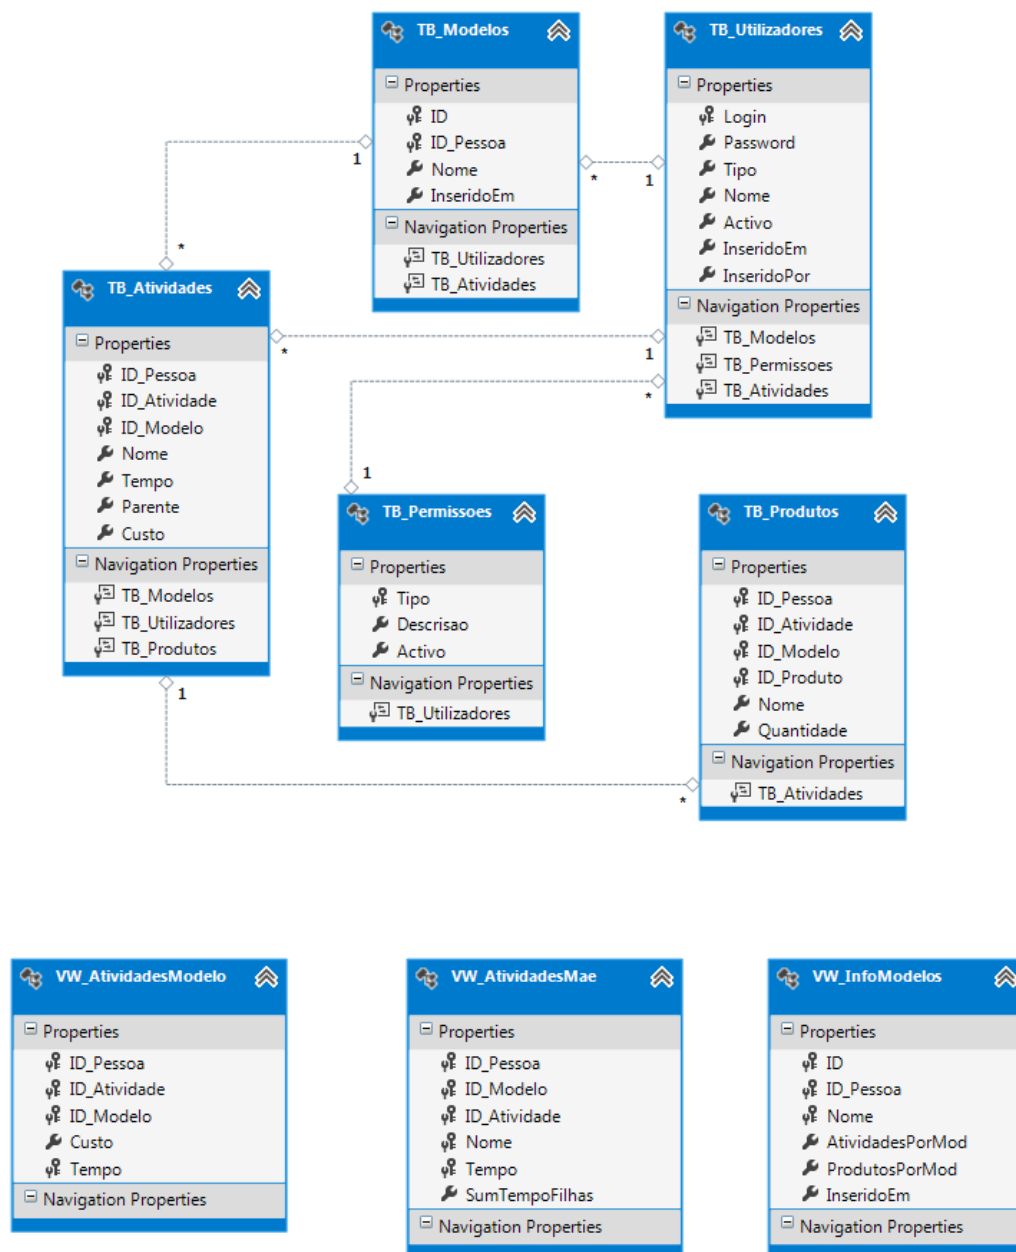 TB_Modelos
Properties
ID
ID_Pessoa
Nome
InseridoEm
Navigation Properties
TB_Utilizadores
TB_Atividades
TB_Utilizadores
Properties
Login
Password
Tipo
Nome
Activo
InseridoEm
InseridoPor
Navigation Properties
TB_Modelos
TB_Permissoes
TB_Atividades
1
*
*
1
TB_Atividades
Properties
ID_Pessoa
ID_Atividade
ID_Modelo
Nome
Tempo
Parente
Custo
Navigation Properties
TB_Modelos
TB_Utilizadores
TB_Produtos
*
1
*
1
TB_Permissoes
Properties
Tipo
Descrisao
Activo
Navigation Properties
TB_Utilizadores
TB_Produtos
Properties
ID_Pessoa
ID_Atividade
ID_Modelo
ID_Produto
Nome
Quantidade
Navigation Properties
TB_Atividades
1
*
VW_AtividadesModelo
Properties
ID_Pessoa
ID_Atividade
ID_Modelo
Custo
Tempo
Navigation Properties
VW_AtividadesMae
Properties
ID_Pessoa
ID_Modelo
ID_Atividade
Nome
Tempo
SumTempoFilhas
Navigation Properties
VW_InfoModelos
Properties
ID
ID_Pessoa
Nome
AtividadesPorMod
ProdutosPorMod
InseridoEm
Navigation Properties